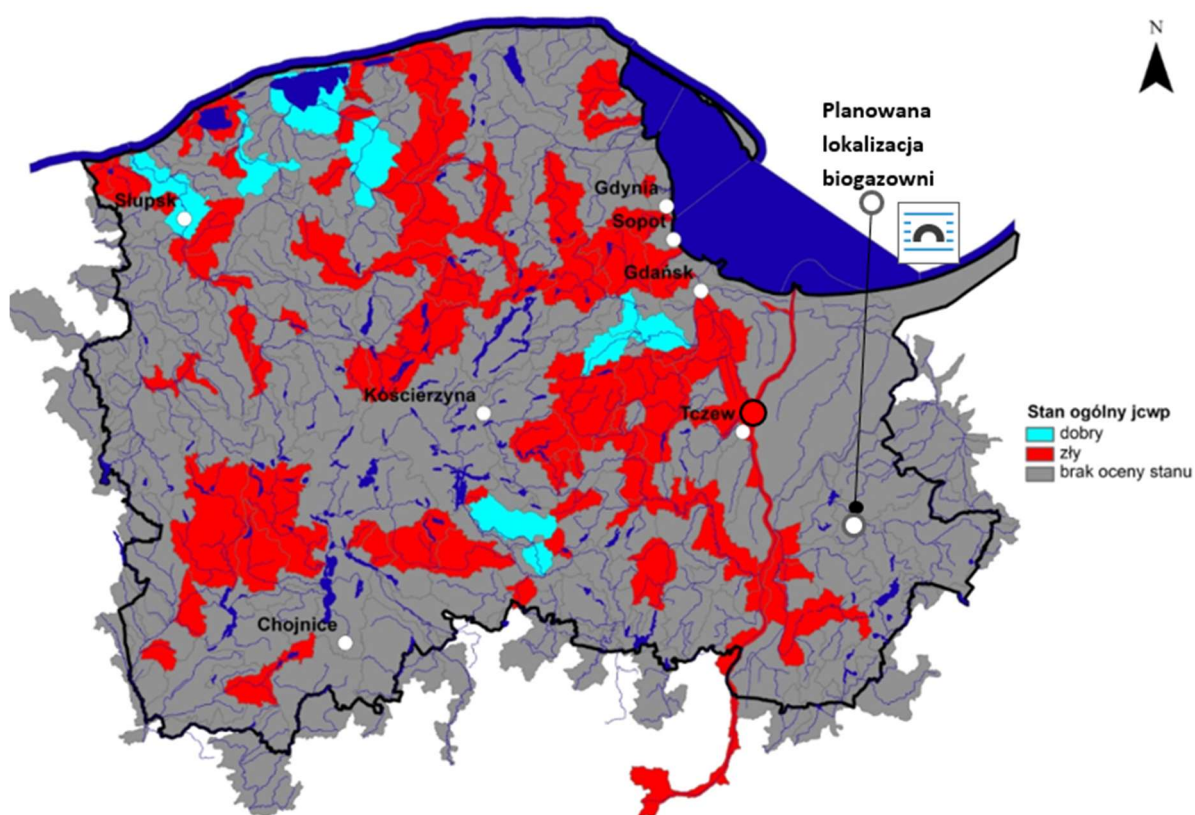 N
Planowana
lokalizacja
biogazowni
Słupsk
Gdynia
Sopot
Gdańsk
Kościerzyna
Tczew
Chojnice
Stan ogólny jcwp
dobry
zły
brak oceny stanu